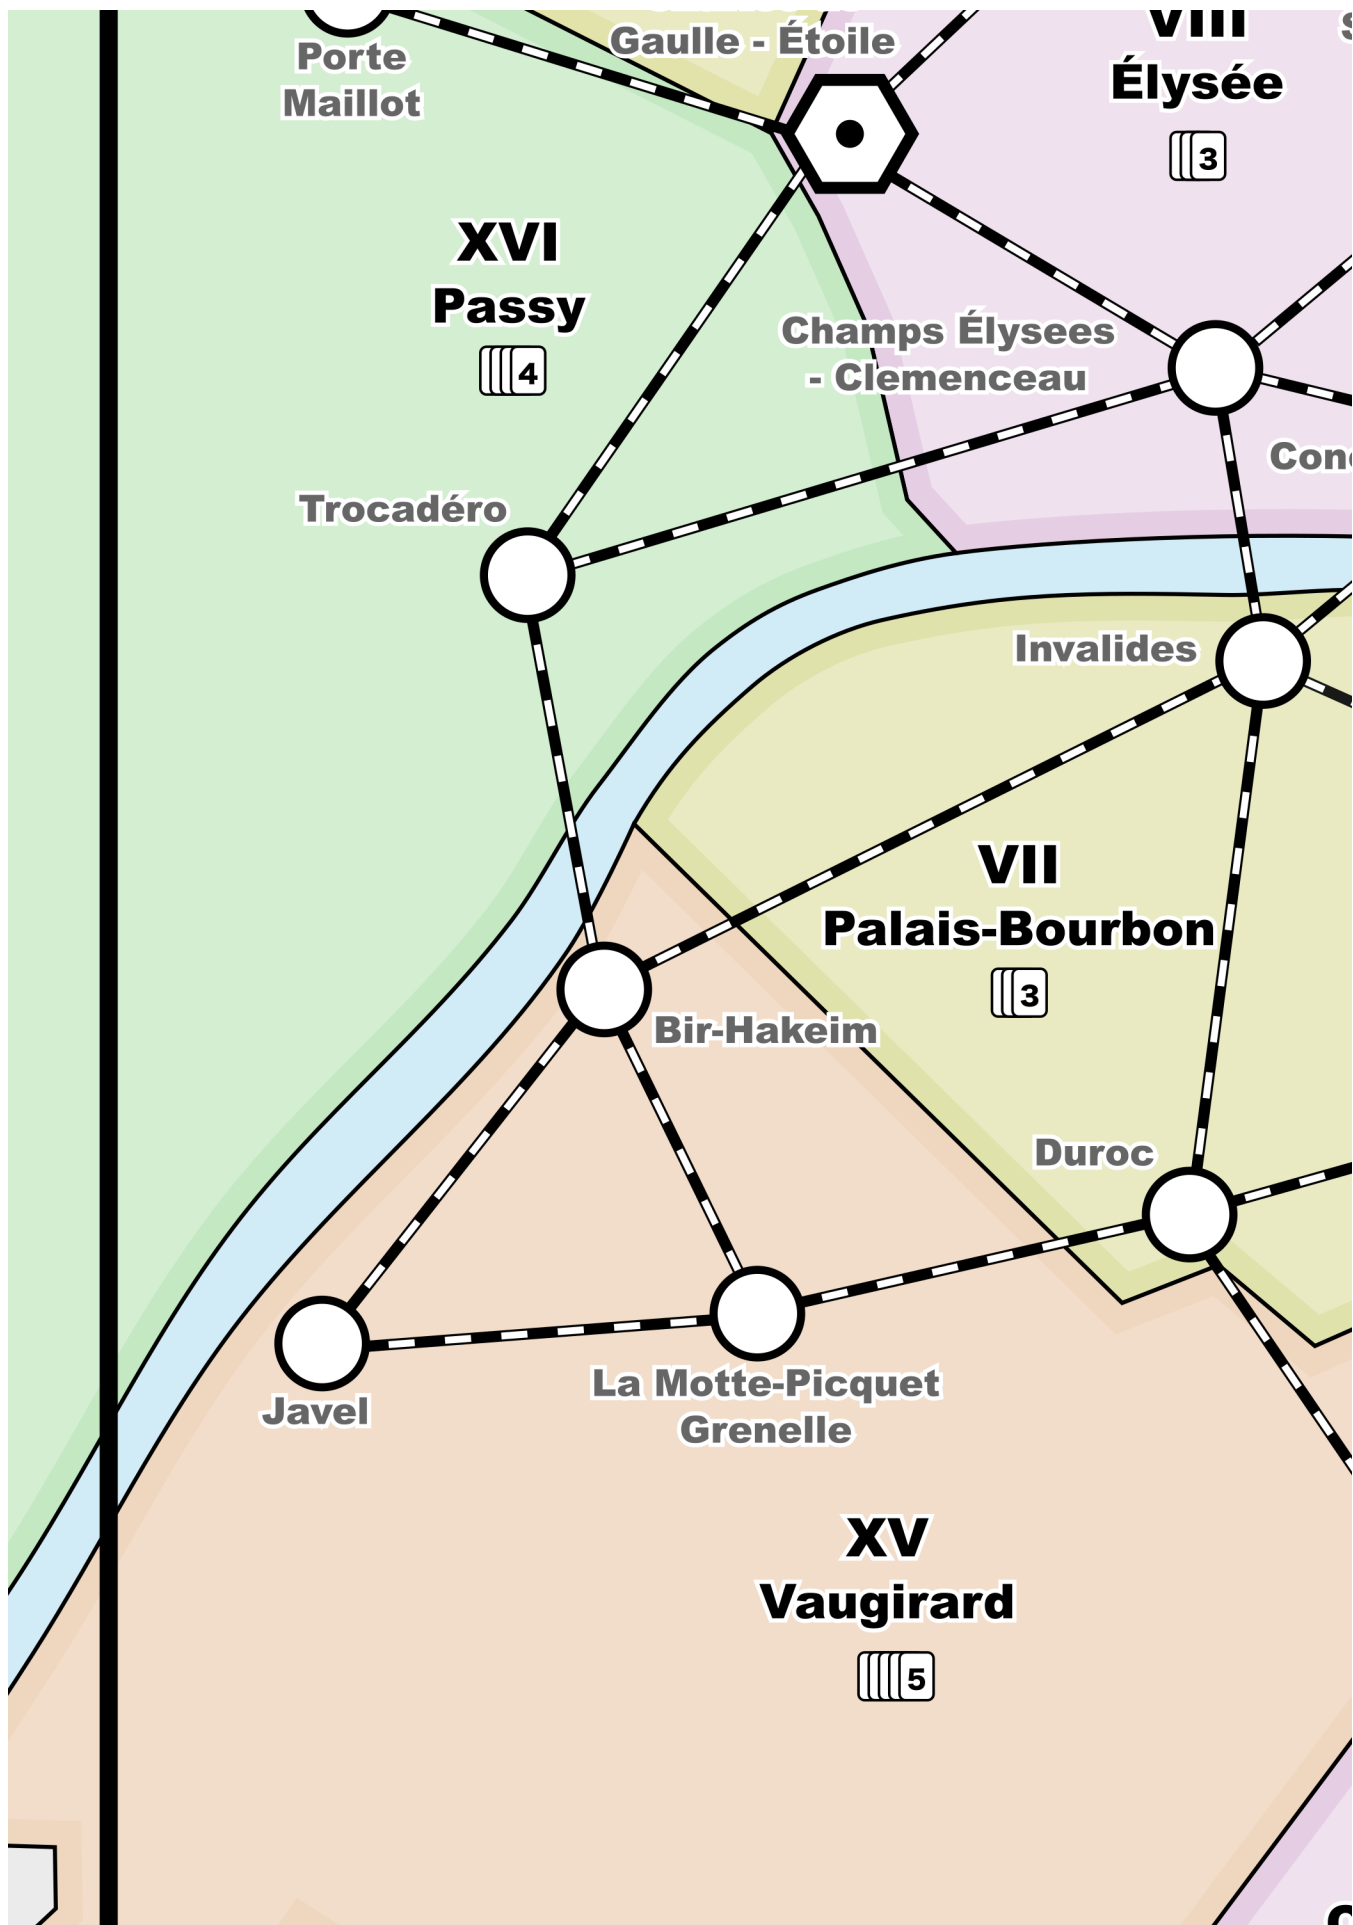 Gaulle - Étoile
VIII
Élysée
3
Porte
Maillot
XVI
Passy
4
Champs Élysees
- Clemenceau
Trocadéro
Invalides
VII
Palais-Bourbon
3
Bir-Hakeim
Duroc
Javel
La Motte-Picquet
Grenelle
XV
Vaugirard
5